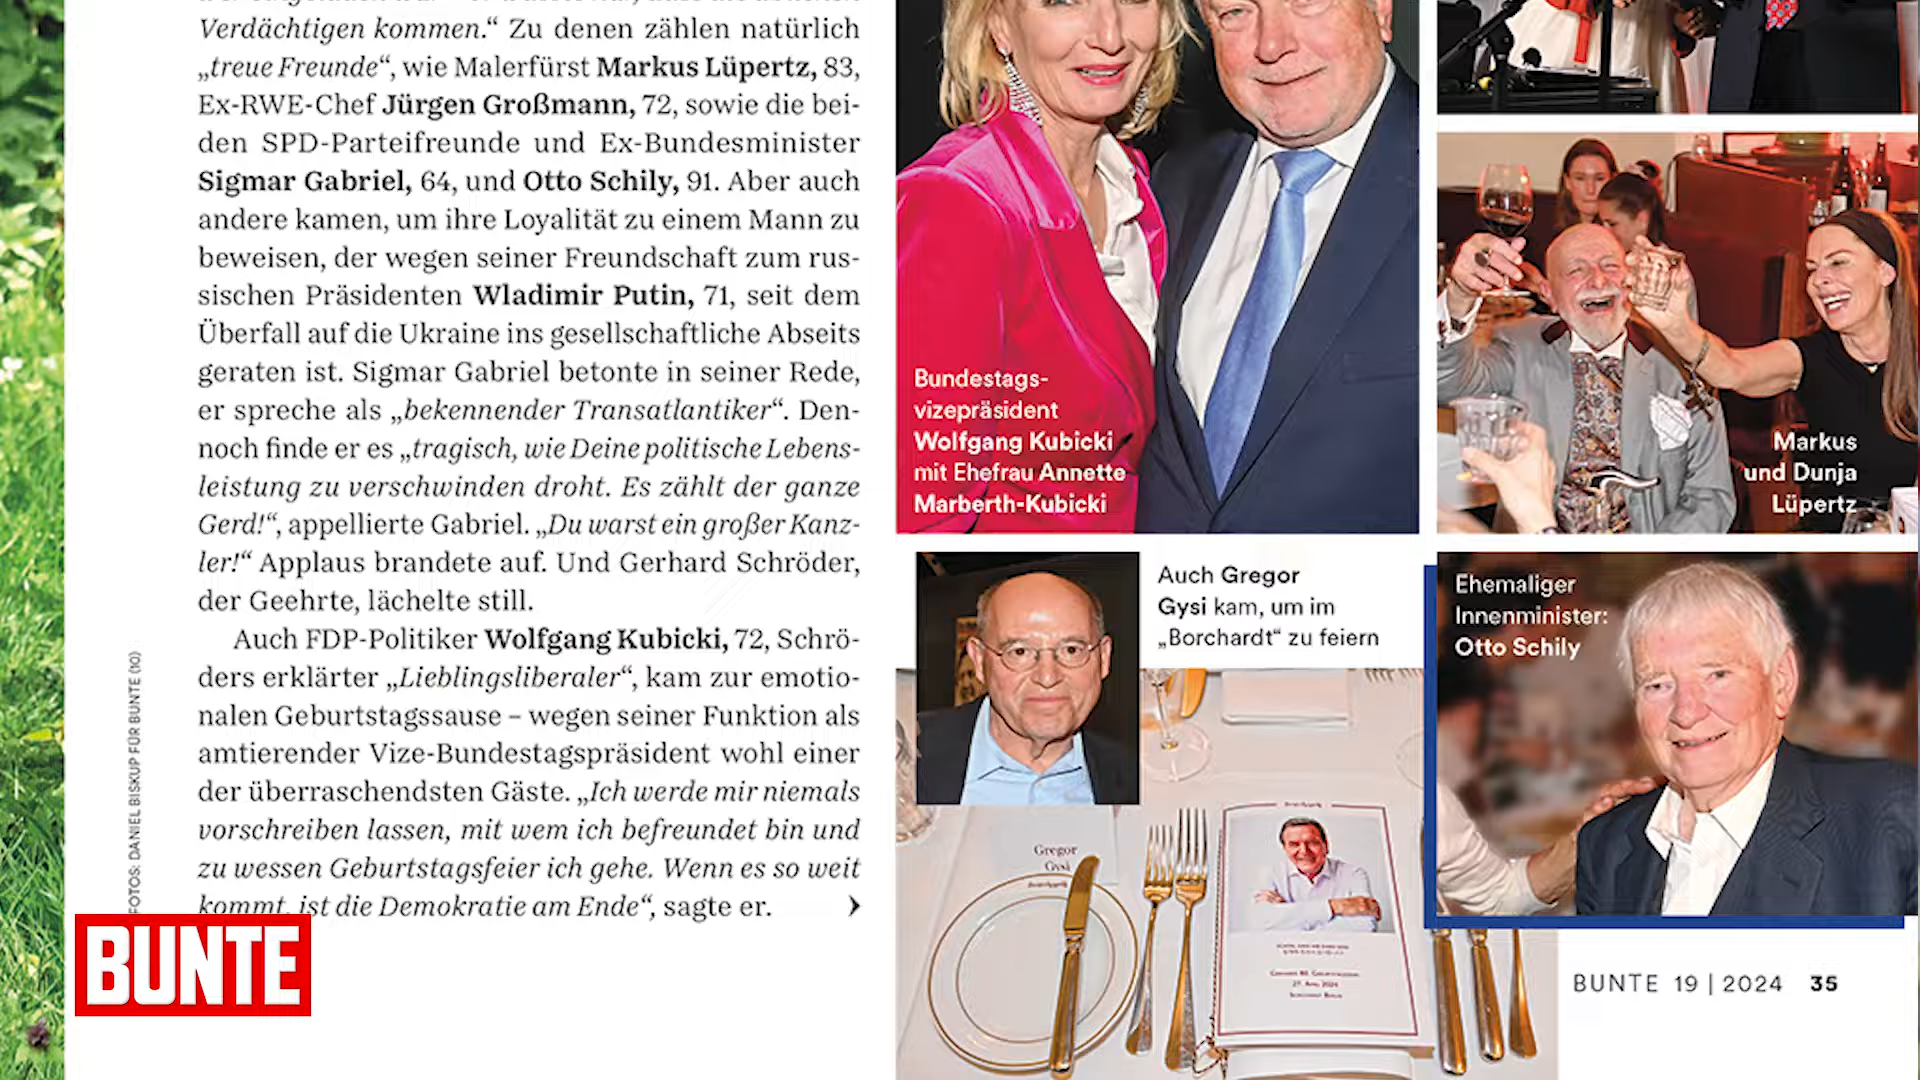 Verdächtigen kommen.“ Zu denen zählen natürlich
„treue Freunde“, wie Malerfürst Markus Lüpertz, 83,
Ex-RWE-Chef Jürgen Großmann, 72, sowie die bei-
den SPD-Parteifreunde und Ex-Bundesminister
Sigmar Gabriel, 64, und Otto Schily, 91. Aber auch
andere kamen, um ihre Loyalität zu einem Mann zu
beweisen, der wegen seiner Freundschaft zum rus-
sischen Präsidenten Wladimir Putin, 71, seit dem
Überfall auf die Ukraine ins gesellschaftliche Abseits
geraten ist. Sigmar Gabriel betonte in seiner Rede,
er spreche als „bekennender Transatlantiker“. Den-
noch finde er es „tragisch, wie Deine politische Lebens-
leistung zu verschwinden droht. Es zählt der ganze
Gerd!“, appellierte Gabriel. „Du warst ein großer Kanz-
ler!“ Applaus brandete auf. Und Gerhard Schröder,
der Geehrte, lächelte still.
Auch FDP-Politiker Wolfgang Kubicki, 72, Schrö-
ders erklärter „Lieblingsliberaler“, kam zur emotio-
nalen Geburtstagssause – wegen seiner Funktion als
amtierender Vize-Bundestagspräsident wohl einer
der überraschendsten Gäste. „Ich werde mir niemals
vorschreiben lassen, mit wem ich befreundet bin und
zu wessen Geburtstagsfeier ich gehe. Wenn es so weit
kommt, ist die Demokratie am Ende“, sagte er.
FOTOS: DANIEL BISKUP FÜR BUNTE (10)
BUNTE
Bundestags-
vizepräsident
Wolfgang Kubicki
mit Ehefrau Annette
Marberth-Kubicki
Markus
und Dunja
Lüpertz
Auch Gregor
Gysi kam, um im
„Borchardt“ zu feiern
Ehemaliger
Innenminister:
Otto Schily
Gregor
Gysi
BUNTE 19 | 2024 35